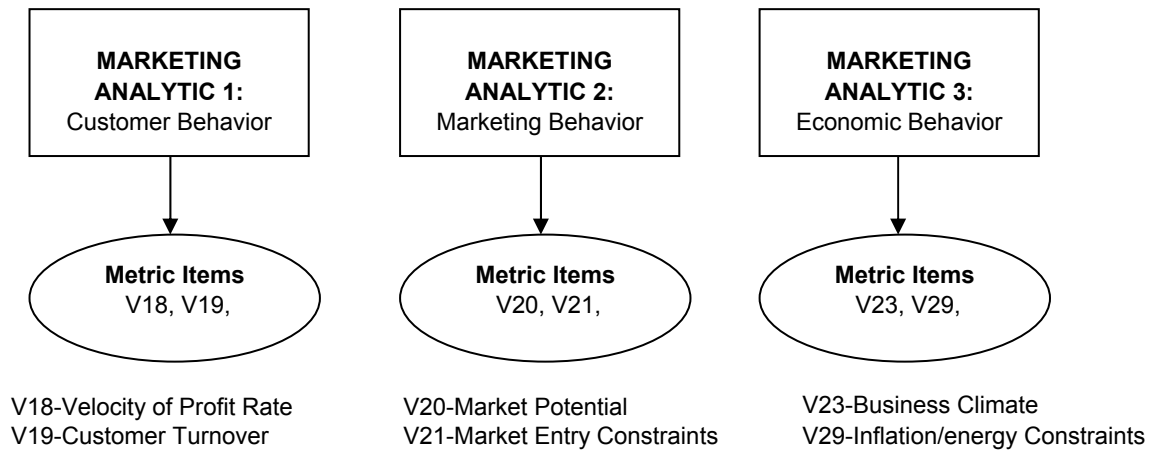 MARKETING
ANALYTIC 1:
Customer Behavior
MARKETING
ANALYTIC 2:
Marketing Behavior
MARKETING
ANALYTIC 3:
Economic Behavior
Metric Items
V18, V19,
Metric Items
V20, V21,
Metric Items
V23, V29,
V18-Velocity of Profit Rate
V19-Customer Turnover
V20-Market Potential
V21-Market Entry Constraints
V23-Business Climate
V29-Inflation/energy Constraints